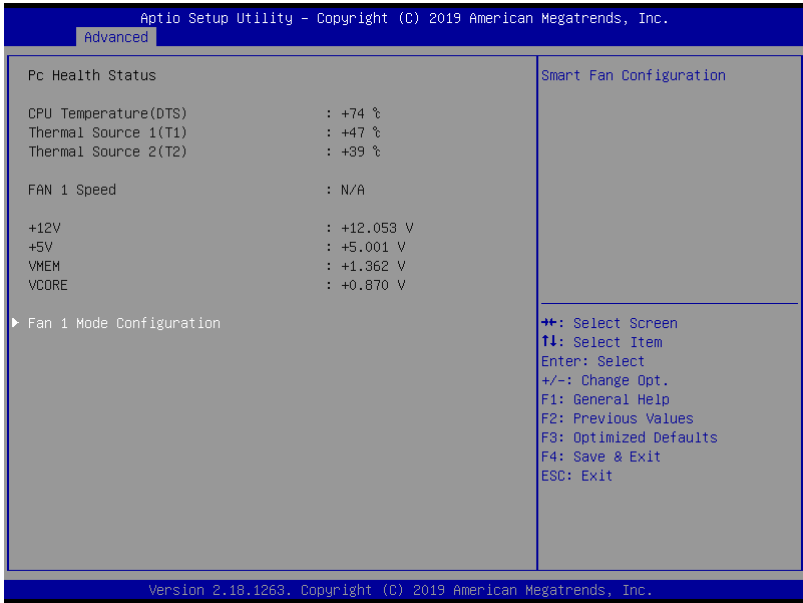 Aptio Setup Utility – Copyright (C) 2019 American Megatrends, Inc.
Advanced
Pc Health Status
CPU Temperature(DTS) : +74 ℃
Thermal Source 1(T1) : +47 ℃
Thermal Source 2(T2) : +39 ℃
FAN 1 Speed : N/A
+12V : +12.053 V
+5V : +5.001 V
VMEM : +1.362 V
VCORE : +0.870 V
▶ Fan 1 Mode Configuration
Smart Fan Configuration
→←: Select Screen
↑↓: Select Item
Enter: Select
+/-: Change Opt.
F1: General Help
F2: Previous Values
F3: Optimized Defaults
F4: Save & Exit
ESC: Exit
Version 2.18.1263. Copyright (C) 2019 American Megatrends, Inc.